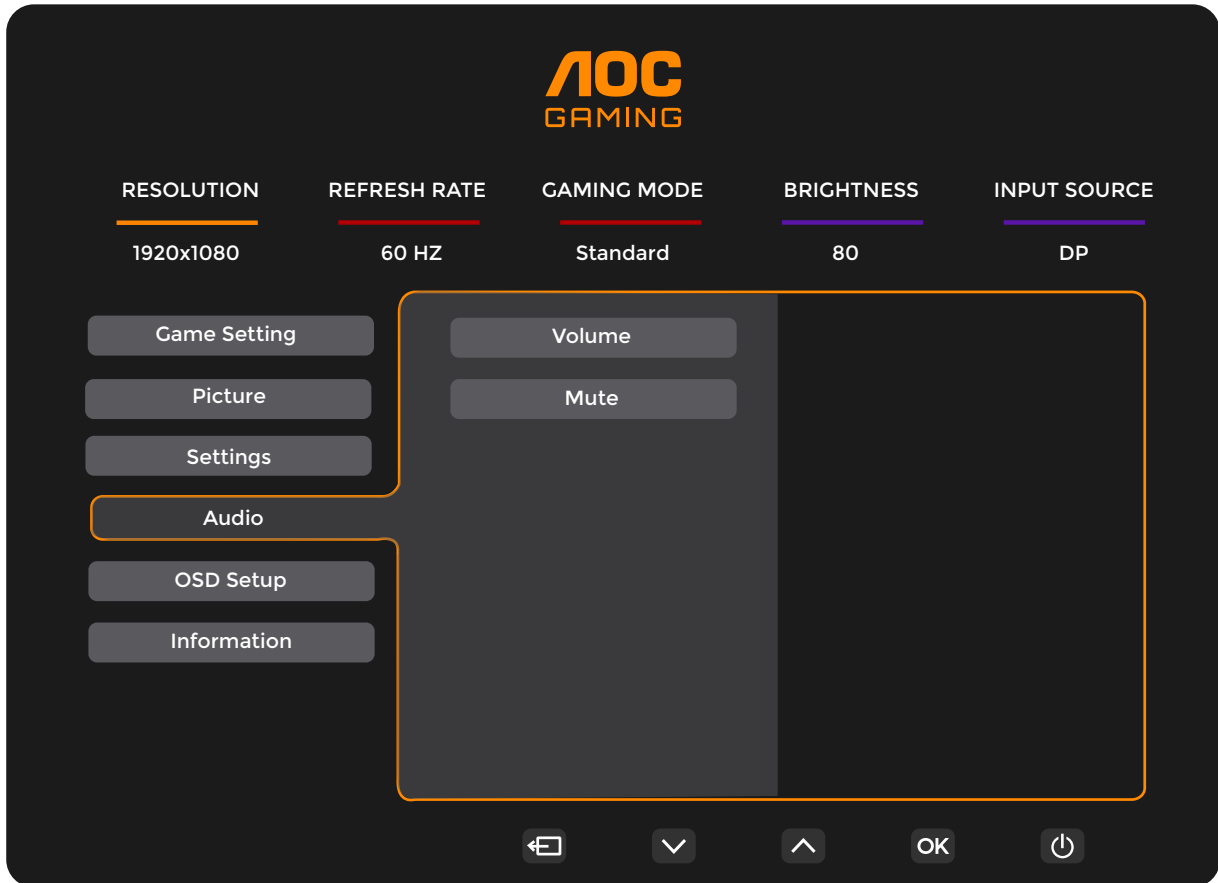 AOC
GAMING
RESOLUTION REFRESH RATE GAMING MODE BRIGHTNESS INPUT SOURCE
1920x1080 60 HZ Standard 80 DP
Game Setting Volume
Picture Mute
Settings
Audio
OSD Setup
Information
OK